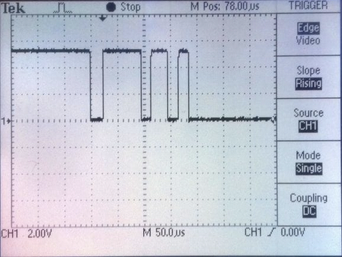 Tek Stop M Pos: 78.00µs TRIGGER
Edge
Video
Slope
Rising
Source
CH1
Mode
Single
Coupling
DC
1
CH1 2.00V M 50.0µs CH1 0.00V